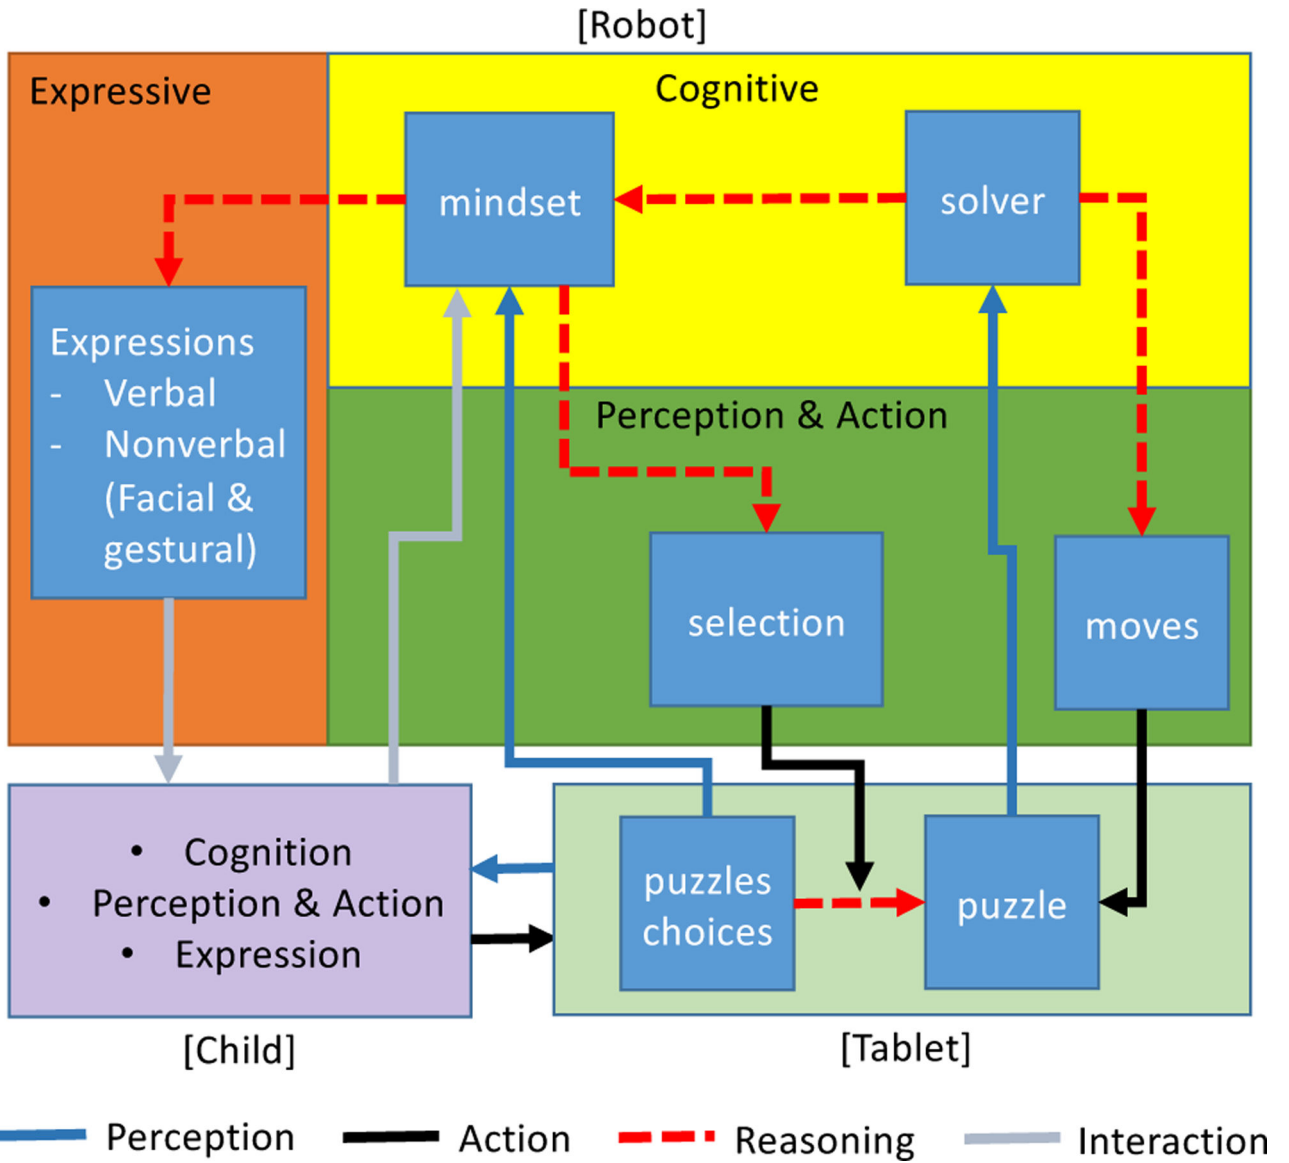 [Robot]
Expressive
Cognitive
mindset
solver
Expressions
- Verbal
- Nonverbal
(Facial &
gestural)
Perception & Action
selection
moves
• Cognition
• Perception & Action
• Expression
puzzles
choices
puzzle
[Child]
[Tablet]
Perception
Action
Reasoning
Interaction